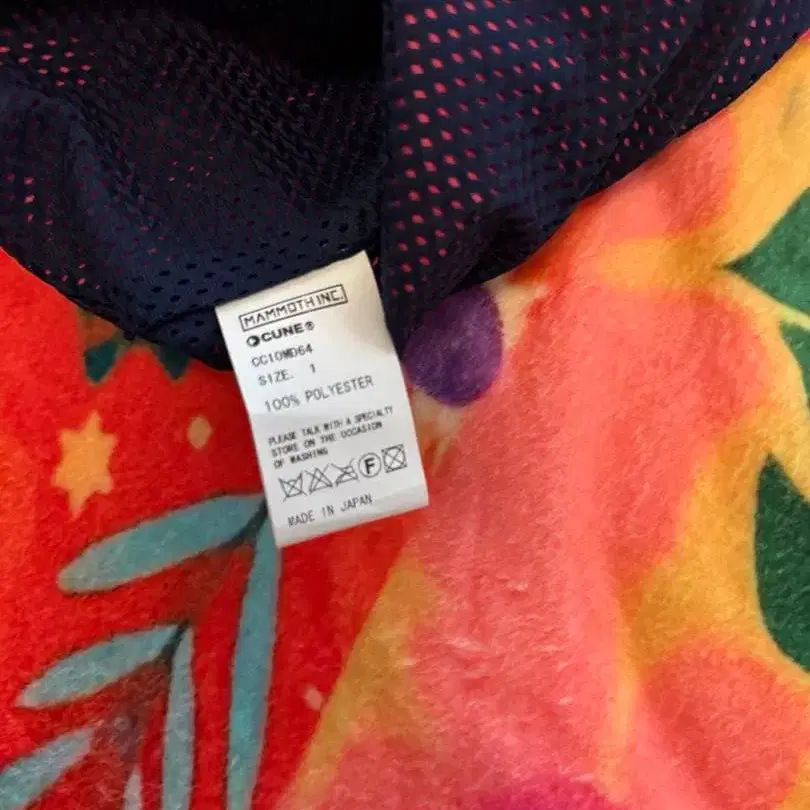 MAMMOTH INC.
CUNE®
CC10MD64
SIZE. 1
100% POLYESTER
PLEASE TALK WITH A SPECIALTY
STORE ON THE OCCASION
OF WASHING
F
MADE IN JAPAN